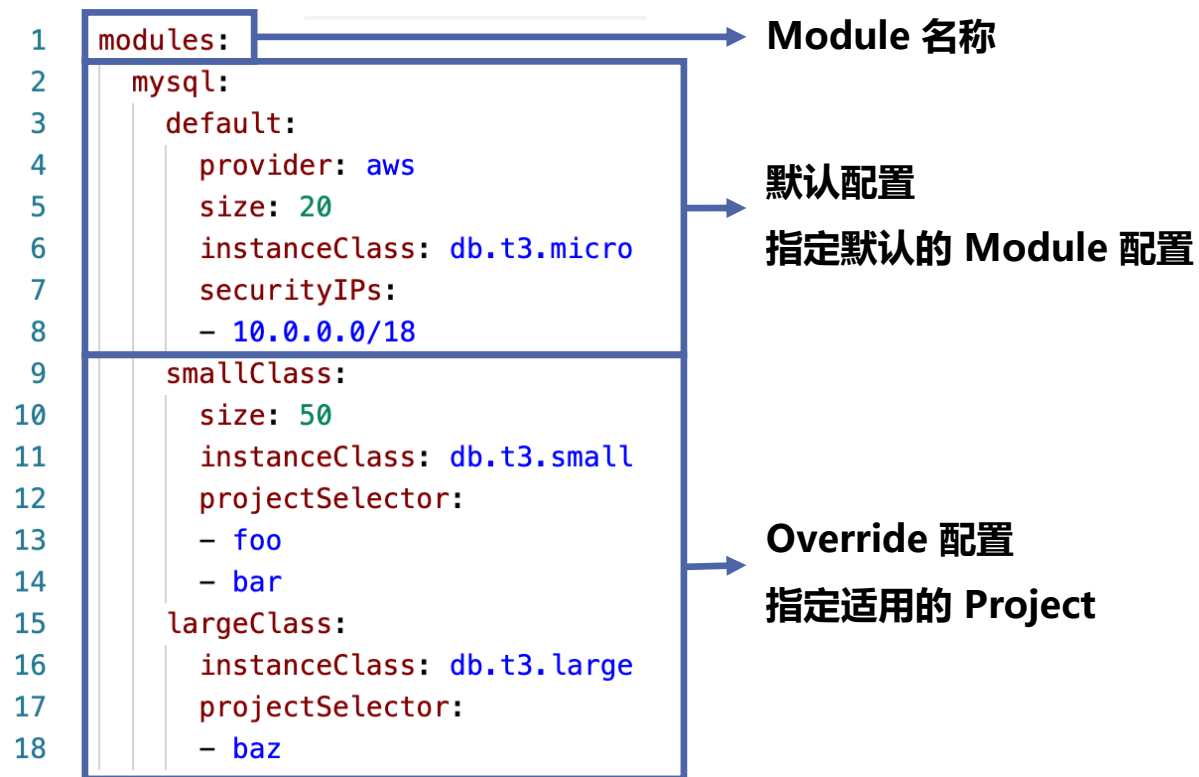 1 modules:
Module 名称
2 mysql:
3 default:
4 provider: aws
5 size: 20
6 instanceClass: db.t3.micro
7 securityIPs:
8 - 10.0.0.0/18
默认配置
指定默认的 Module 配置
9 smallClass:
10 size: 50
11 instanceClass: db.t3.small
12 projectSelector:
13 - foo
14 - bar
15 largeClass:
16 instanceClass: db.t3.large
17 projectSelector:
18 - baz
Override 配置
指定适用的 Project